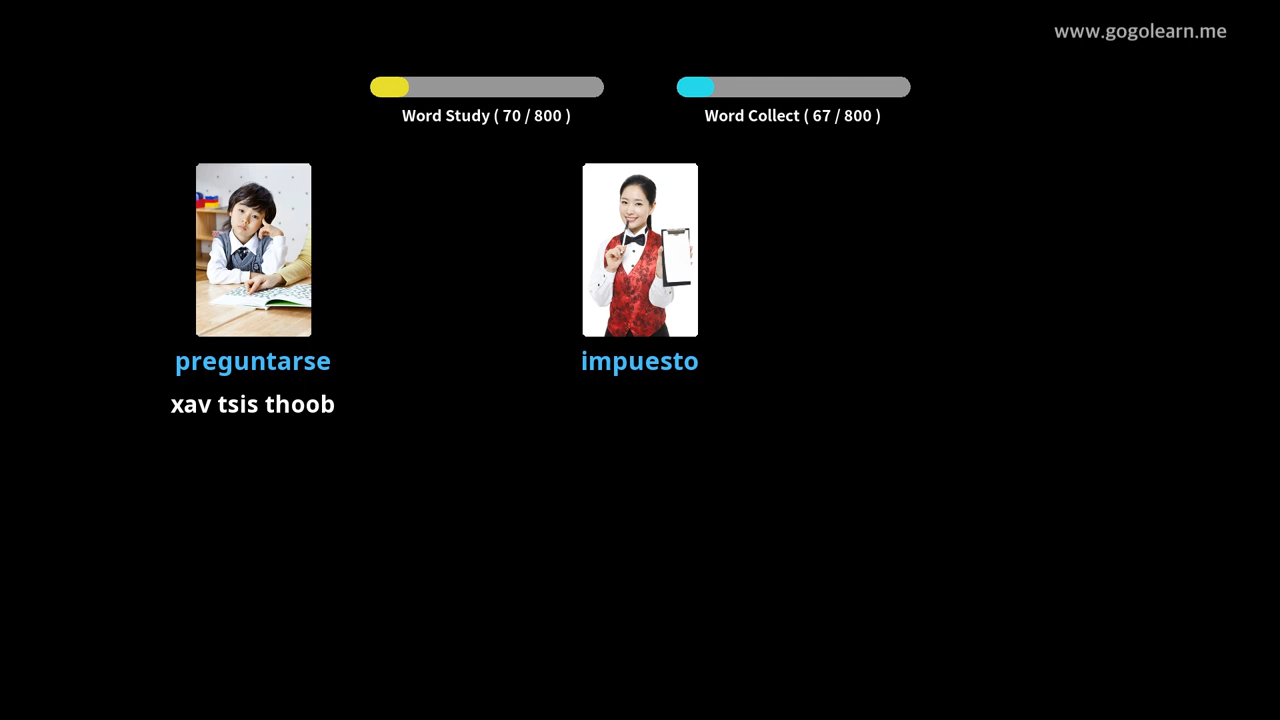 www.gogolearn.me
Word Study ( 70 / 800 )
Word Collect ( 67 / 800 )
preguntarse
impuesto
xav tsis thoob